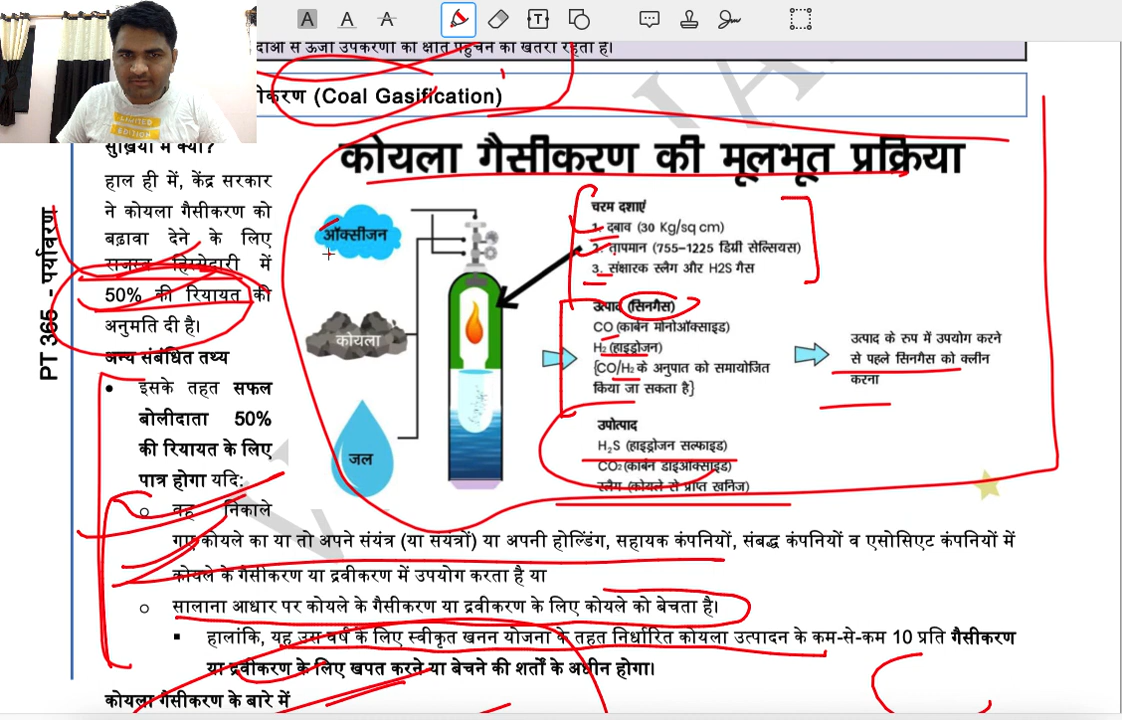 A A A T
LIMITED
EDITION
से ऊर्जा उपकरणों को क्षति पहुंचने का खतरा रहता है।
(Coal Gasification)
PT 365 - पर्यावरण
सुर्ख़ियों में क्यों?
हाल ही में, केंद्र सरकार
ने कोयला गैसीकरण को
बढ़ावा देने के लिए
राजस्व हिस्सेदारी में
50% की रियायत की
अनुमति दी है।
अन्य संबंधित तथ्य
• इसके तहत सफल
बोलीदाता 50%
की रियायत के लिए
पात्र होगा यदि:
o वह निकाले
कोयला गैसीकरण की मूलभूत प्रक्रिया
ऑक्सीजन
कोयला
जल
चरम दशाएं
1. दबाव (30 Kg/sq cm)
2. तापमान (755-1225 डिग्री सेल्सियस)
3. संक्षारक स्लैग और H2S गैस
उत्पाद (सिनगैस)
CO (कार्बन मोनोऑक्साइड)
H₂ (हाइड्रोजन)
{CO/H₂ के अनुपात को समायोजित
किया जा सकता है}
उपोत्पाद
H₂S (हाइड्रोजन सल्फाइड)
CO₂ (कार्बन डाइऑक्साइड)
स्लैग (कोयले से प्राप्त खनिज)
उत्पाद के रुप में उपयोग करने
से पहले सिनगैस को क्लीन
करना
गए कोयले का या तो अपने संयंत्र (या संयंत्रों) या अपनी होल्डिंग, सहायक कंपनियों, संबद्ध कंपनियों व एसोसिएट कंपनियों में
कोयले के गैसीकरण या द्रवीकरण में उपयोग करता है या
o सालाना आधार पर कोयले के गैसीकरण या द्रवीकरण के लिए कोयले को बेचता है।
▪ हालांकि, यह उस वर्ष के लिए स्वीकृत खनन योजना के तहत निर्धारित कोयला उत्पादन के कम-से-कम 10 प्रति गैसीकरण
या द्रवीकरण के लिए खपत करने या बेचने की शर्तों के अधीन होगा।
कोयला गैसीकरण के बारे में